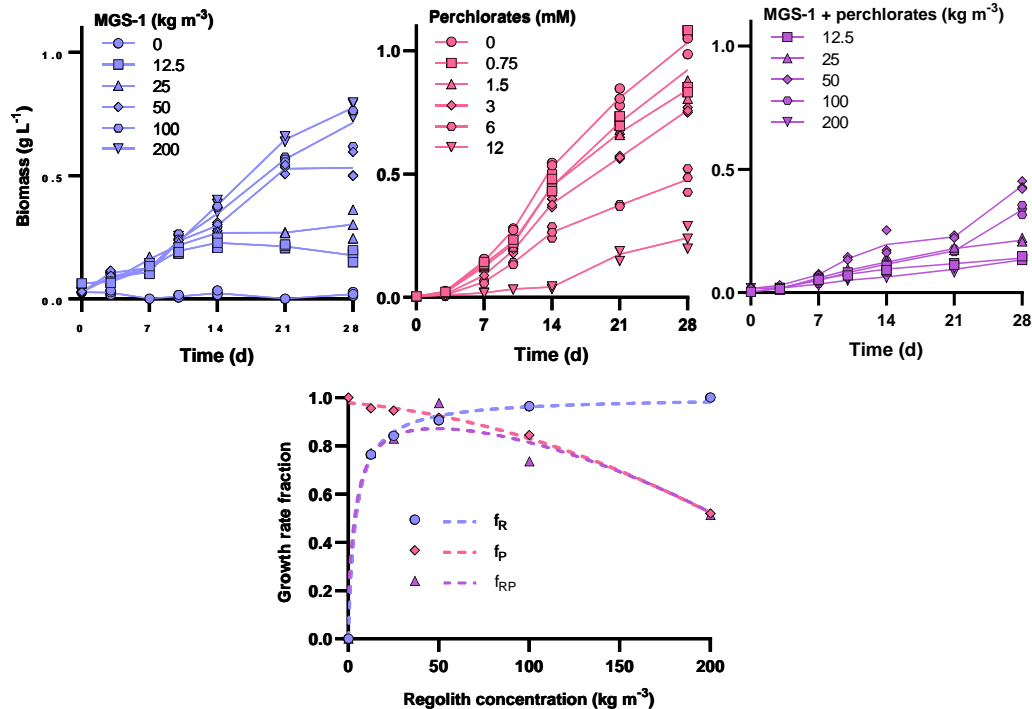 MGS-1 (kg m⁻³)
0
12.5
25
50
100
200
1.0
0.5
0.0
Biomass (g L⁻¹)
0 7 14 21 28
Time (d)
Perchlorates (mM)
0
0.75
1.5
3
6
12
1.0
0.5
0.0
0 7 14 21 28
Time (d)
MGS-1 + perchlorates (kg m⁻³)
12.5
25
50
100
200
1.0
0.5
0.0
0 7 14 21 28
Time (d)
1.0
0.8
0.6
0.4
0.2
0.0
Growth rate fraction
fR
fP
fRP
0 50 100 150 200
Regolith concentration (kg m⁻³)